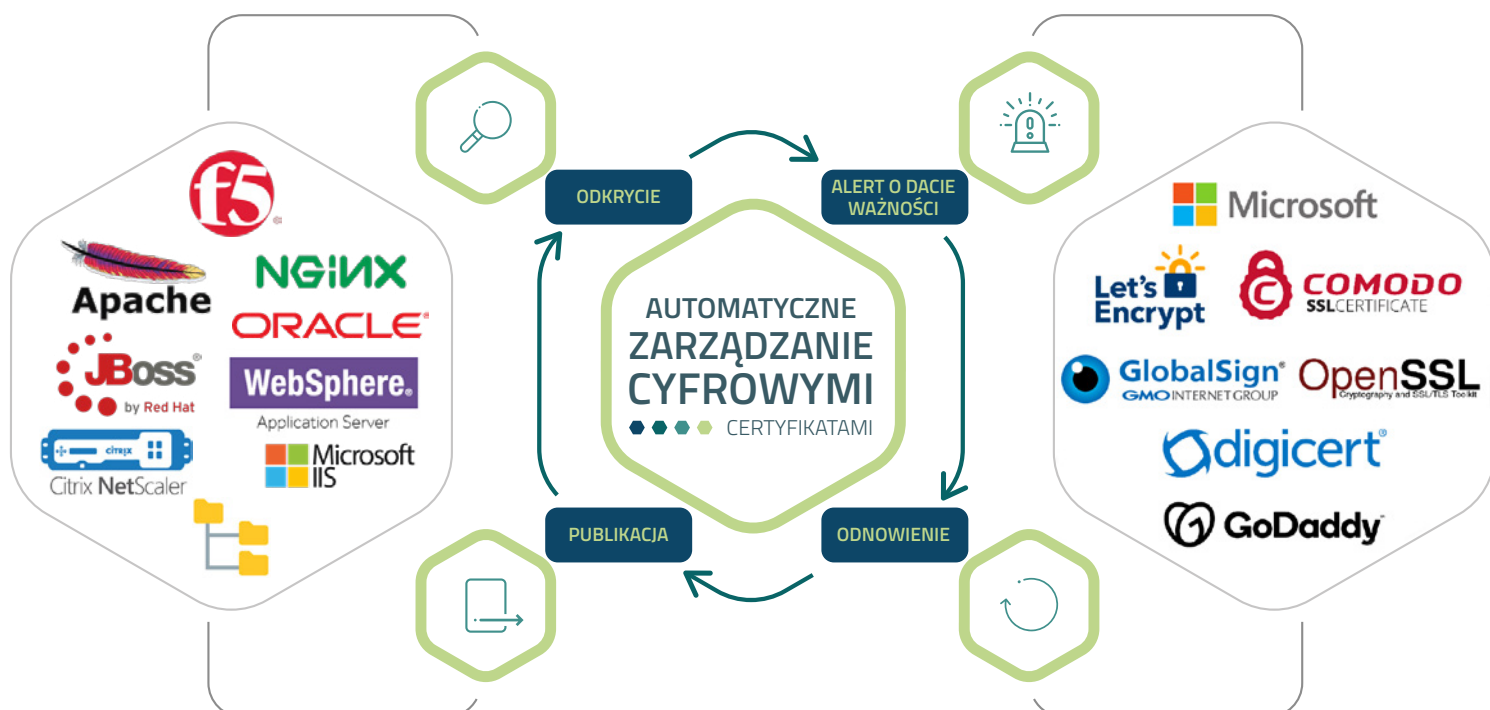 f5
Apache
NGINX
ORACLE®
JBoss®
by Red Hat
WebSphere®
Application Server
CITRIX
Citrix NetScaler
Microsoft
IIS
ODKRYCIE
ALERT O DACIE
WAŻNOŚCI
AUTOMATYCZNE
ZARZĄDZANIE
CYFROWYMI
CERTYFIKATAMI
PUBLIKACJA
ODNOWIENIE
Microsoft
Let's
Encrypt
C
COMODO
SSLCERTIFICATE
GlobalSign®
GMO INTERNET GROUP
OpenSSL
Cryptography and SSL/TLS Toolkit
digicert®
GoDaddy